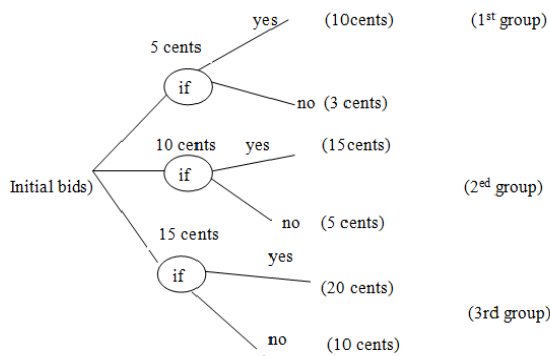 yes (10cents) (1st group)
5 cents
if
no (3 cents)
10 cents yes (15cents)
if
Initial bids) (2ed group)
no (5 cents)
15 cents
yes
if
(20 cents)
(3rd group)
no (10 cents)